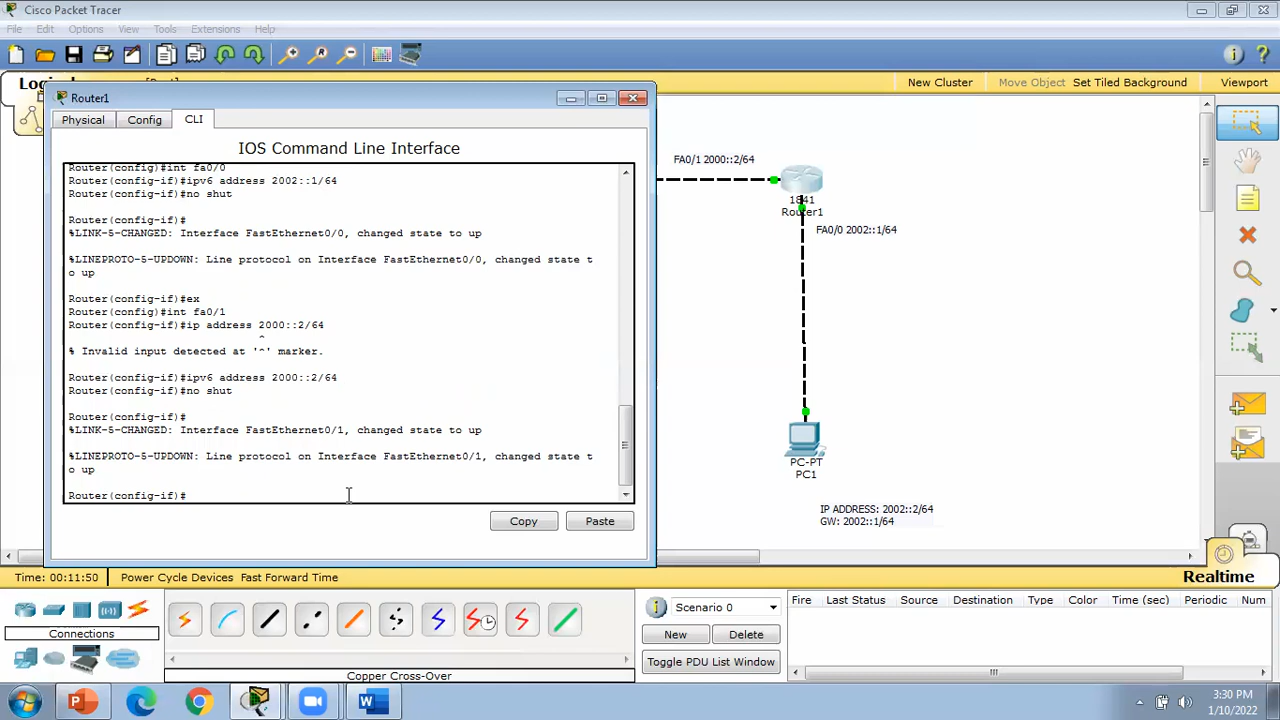 Cisco Packet Tracer
File Edit Options View Tools Extensions Help
New Cluster Move Object Set Tiled Background Viewport
Router1
Physical Config CLI
IOS Command Line Interface
Router(config)#int fa0/0
Router(config-if)#ipv6 address 2002::1/64
Router(config-if)#no shut
Router(config-if)#
%LINK-5-CHANGED: Interface FastEthernet0/0, changed state to up
%LINEPROTO-5-UPDOWN: Line protocol on Interface FastEthernet0/0, changed state t
o up
Router(config-if)#ex
Router(config)#int fa0/1
Router(config-if)#ip address 2000::2/64
^
% Invalid input detected at '^' marker.
Router(config-if)#ipv6 address 2000::2/64
Router(config-if)#no shut
Router(config-if)#
%LINK-5-CHANGED: Interface FastEthernet0/1, changed state to up
%LINEPROTO-5-UPDOWN: Line protocol on Interface FastEthernet0/1, changed state t
o up
Router(config-if)#
Copy Paste
FA0/1 2000::2/64
1841
Router1
FA0/0 2002::1/64
PC-PT
PC1
IP ADDRESS: 2002::2/64
GW: 2002::1/64
Time: 00:11:50 Power Cycle Devices Fast Forward Time
Realtime
Connections
Copper Cross-Over
Scenario 0
New Delete
Toggle PDU List Window
Fire Last Status Source Destination Type Color Time (sec) Periodic Num
3:30 PM
1/10/2022